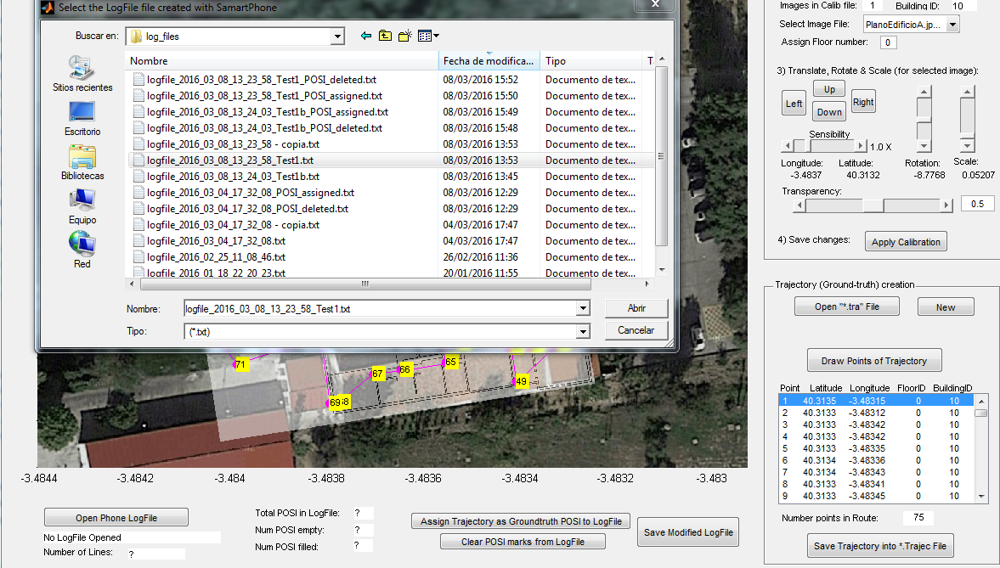 Select the LogFile file created with SamartPhone
Buscar en:
log_files
Nombre
Fecha de modifica...
Tipo
T
Sitios recientes
Escritorio
Bibliotecas
Equipo
Red
logfile_2016_03_08_13_23_58_Test1_POSI_deleted.txt 08/03/2016 15:52 Documento de tex...
logfile_2016_03_08_13_23_58_Test1_POSI_assigned.txt 08/03/2016 15:50 Documento de tex...
logfile_2016_03_08_13_24_03_Test1b_POSI_assigned.txt 08/03/2016 15:49 Documento de tex...
logfile_2016_03_08_13_24_03_Test1b_POSI_deleted.txt 08/03/2016 15:48 Documento de tex...
logfile_2016_03_08_13_23_58 - copia.txt 08/03/2016 13:53 Documento de tex...
logfile_2016_03_08_13_23_58_Test1.txt 08/03/2016 13:53 Documento de tex...
logfile_2016_03_08_13_24_03_Test1b.txt 08/03/2016 13:45 Documento de tex...
logfile_2016_03_04_17_32_08_POSI_assigned.txt 08/03/2016 12:29 Documento de tex...
logfile_2016_03_04_17_32_08_POSI_deleted.txt 08/03/2016 12:29 Documento de tex...
logfile_2016_03_04_17_32_08 - copia.txt 04/03/2016 17:47 Documento de tex...
logfile_2016_03_04_17_32_08.txt 04/03/2016 17:47 Documento de tex...
logfile_2016_02_25_11_08_46.txt 26/02/2016 11:36 Documento de tex...
logfile_2016_01_18_22_20_23.txt 20/01/2016 11:55 Documento de tex...
Nombre: logfile_2016_03_08_13_23_58_Test1.txt Abrir
Tipo: (*.txt) Cancelar
71
67
66
65
49
69
-3.4844 -3.4842 -3.484 -3.4838 -3.4836 -3.4834 -3.4832 -3.483
Open Phone LogFile
No LogFile Opened
Number of Lines: ?
Total POSI in LogFile: ?
Num POSI empty: ?
Num POSI filled: ?
Assign Trajectory as Groundtruth POSI to LogFile
Clear POSI marks from LogFile
Save Modified LogFile
Images in Calib file: 1 Building ID: 10
Select Image File: PlanoEdificioA.jp...
Assign Floor number: 0
3) Translate, Rotate & Scale (for selected image):
Left
Up
Down
Right
Sensibility
1.0 X
Longitude: Latitude: Rotation: Scale:
-3.4837 40.3132 -8.7768 0.05207
Transparency:
0.5
4) Save changes: Apply Calibration
Trajectory (Ground-truth) creation
Open "*.tra" File New
Draw Points of Trajectory
Point Latitude Longitude FloorID BuildingID
1 40.3135 -3.48315 0 10
2 40.3133 -3.48312 0 10
3 40.3133 -3.48342 0 10
4 40.3133 -3.48342 0 10
5 40.3133 -3.48335 0 10
6 40.3134 -3.48336 0 10
7 40.3134 -3.48343 0 10
8 40.3133 -3.48341 0 10
9 40.3133 -3.48345 0 10
Number points in Route: 75
Save Trajectory into *.Trajec File